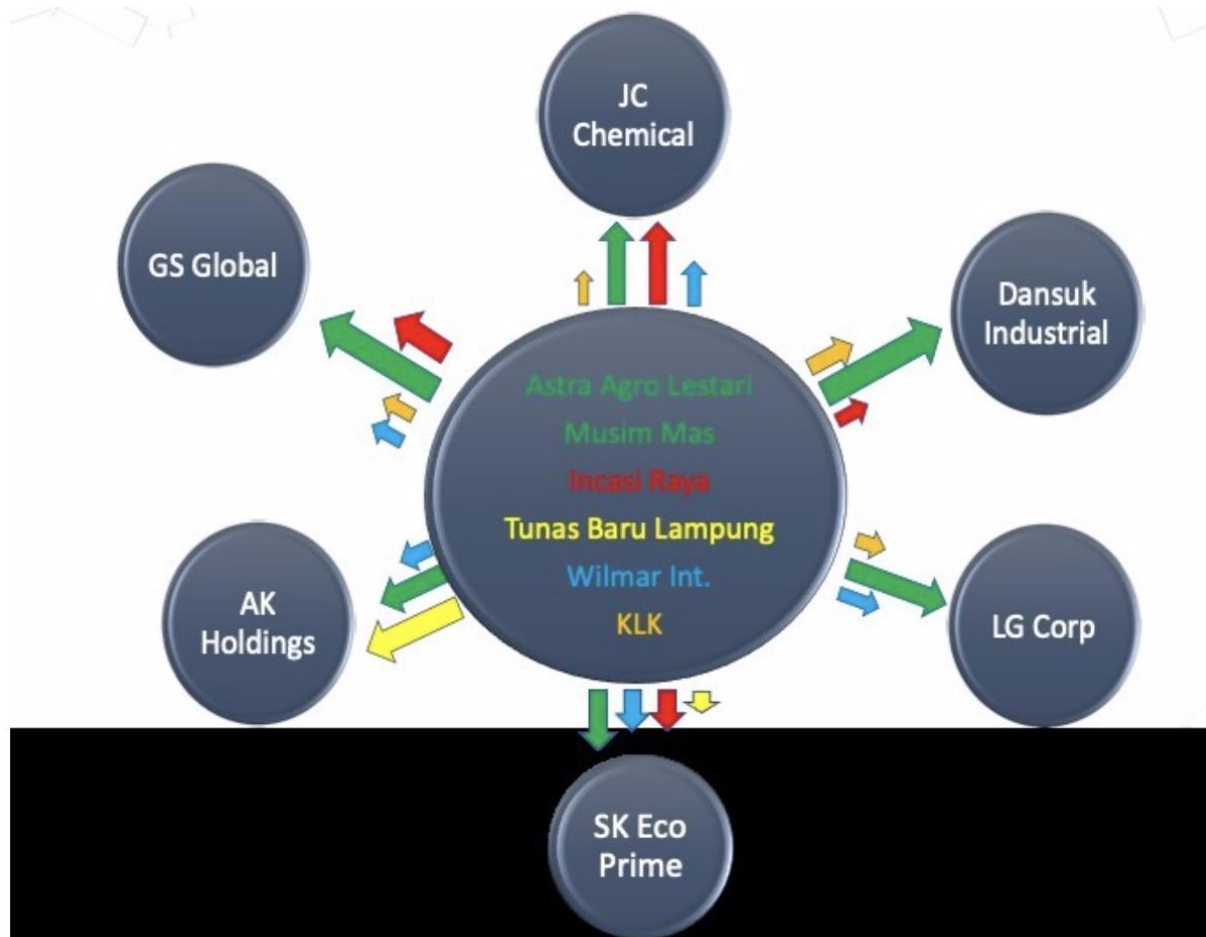 JC
Chemical
GS Global
Dansuk
Industrial
Astra Agro Lestari
Musim Mas
Incasi Raya
Tunas Baru Lampung
Wilmar Int.
KLK
AK
Holdings
LG Corp
SK Eco
Prime